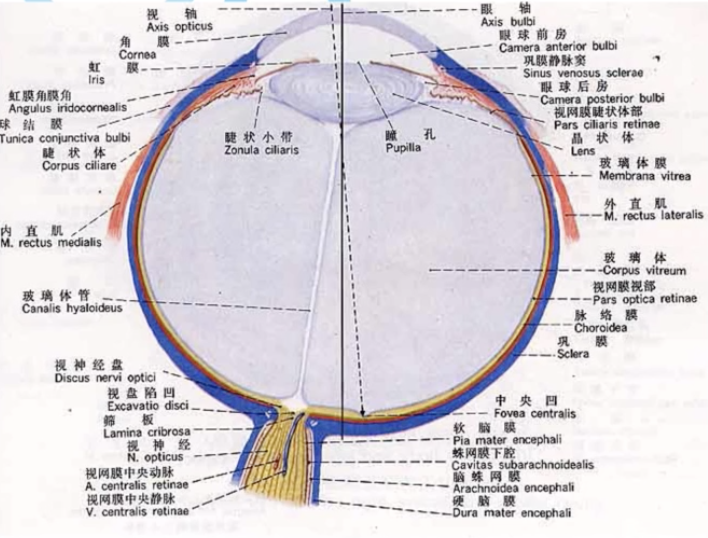 视轴
Axis opticus
角膜
Cornea
虹膜
Iris
虹膜角膜角
Angulus iridocornealis
球结膜
Tunica conjunctiva bulbi
睫状体
Corpus ciliare
睫状小带
Zonula ciliaris
内直肌
M. rectus medialis
玻璃体管
Canalis hyaloideus
视神经盘
Discus nervi optici
视盘陷凹
Excavatio disci
筛板
Lamina cribrosa
视神经
N. opticus
视网膜中央动脉
A. centralis retinae
视网膜中央静脉
V. centralis retinae
眼轴
Axis bulbi
眼球前房
Camera anterior bulbi
巩膜静脉窦
Sinus venosus sclerae
眼球后房
Camera posterior bulbi
视网膜睫状体部
Pars ciliaris retinae
晶状体
Lens
瞳孔
Pupilla
玻璃体膜
Membrana vitrea
外直肌
M. rectus lateralis
玻璃体
Corpus vitreum
视网膜视部
Pars optica retinae
脉络膜
Choroidea
巩膜
Sclera
中央凹
Fovea centralis
软脑膜
Pia mater encephali
蛛网膜下腔
Cavitas subarachnoidealis
脑蛛网膜
Arachnoidea encephali
硬脑膜
Dura mater encephali